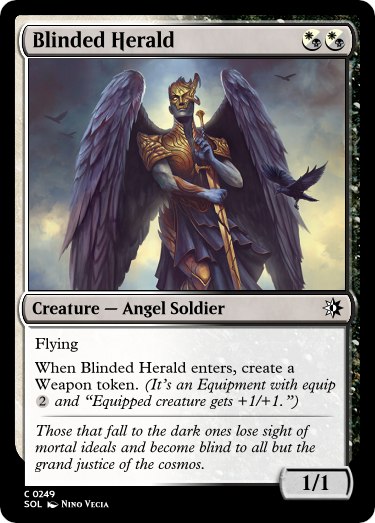 Blinded Herald
Creature — Angel Soldier
Flying
When Blinded Herald enters, create a
Weapon token. (It's an Equipment with equip
2 and “Equipped creature gets +1/+1.”)
Those that fall to the dark ones lose sight of
mortal ideals and become blind to all but the
grand justice of the cosmos.
1/1
C 0249
SOL Nino Vecia